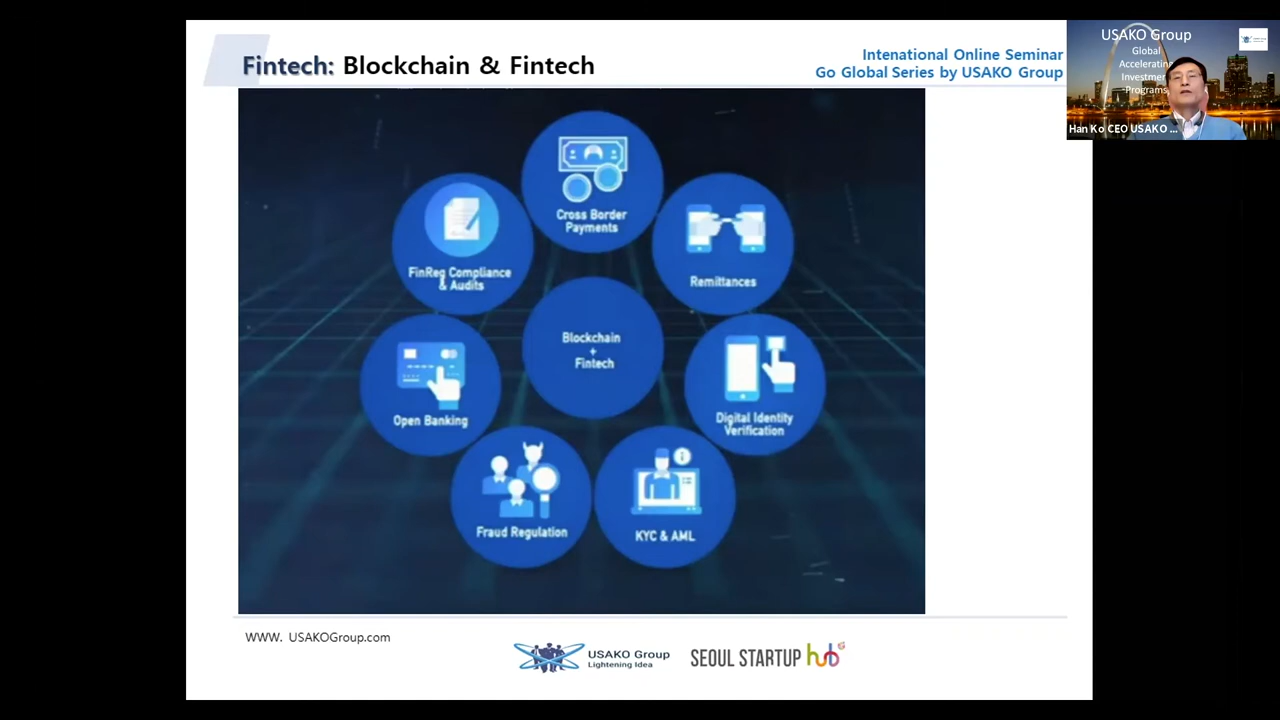 Fintech: Blockchain & Fintech
Intenational Online Seminar
Go Global Series by USAKO Group
USAKO Group
Global
Accelerating
Investment
Programs
Han Ko CEO USAKO ...
Cross Border
Payments
FinReg Compliance
& Audits
Remittances
Blockchain
+
Fintech
Open Banking
Digital Identity
Verification
Fraud Regulation
KYC & AML
WWW. USAKOGroup.com
USAKO Group
Lightening Idea
SEOUL STARTUP hub